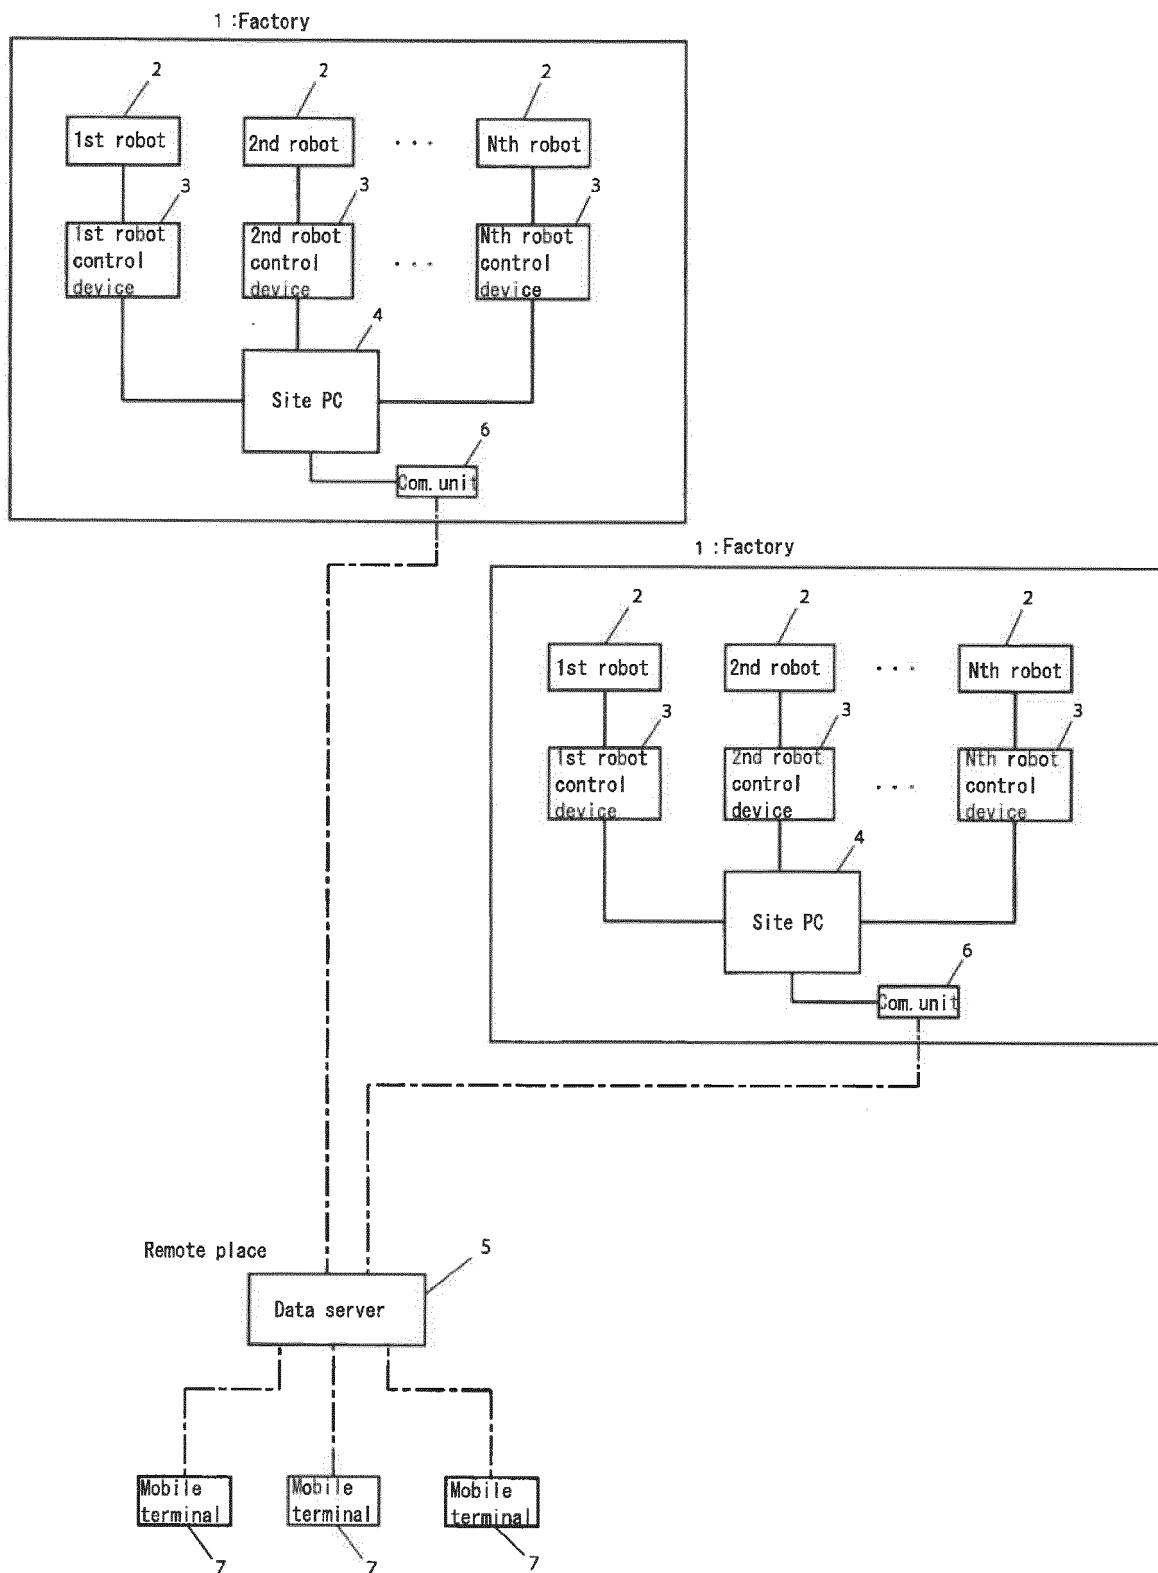 1 :Factory
2
2
2
1st robot
2nd robot
. . .
Nth robot
3
3
3
1st robot
control
device
2nd robot
control
device
. . .
Nth robot
control
device
4
Site PC
6
Com. unit
1 :Factory
2
2
2
1st robot
2nd robot
. . .
Nth robot
3
3
3
1st robot
control
device
2nd robot
control
device
. . .
Nth robot
control
device
4
Site PC
6
Com. unit
Remote place
5
Data server
Mobile
terminal
Mobile
terminal
Mobile
terminal
7
7
7